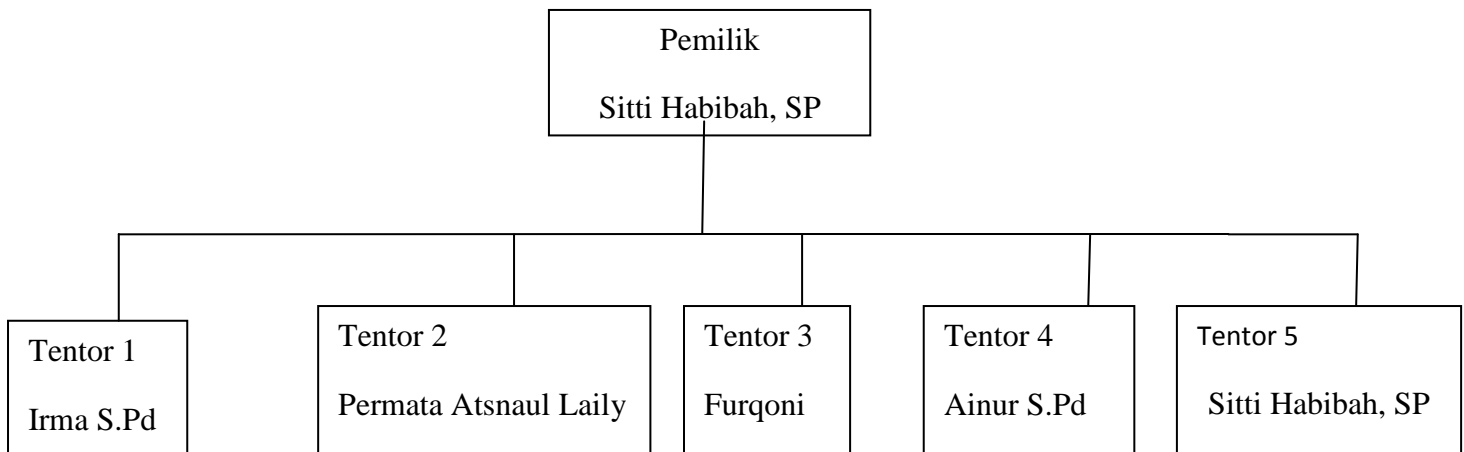 Pemilik
Sitti Habibah, SP
Tentor 1
Irma S.Pd
Tentor 2
Permata Atsnaul Laily
Tentor 3
Furqoni
Tentor 4
Ainur S.Pd
Tentor 5
Sitti Habibah, SP